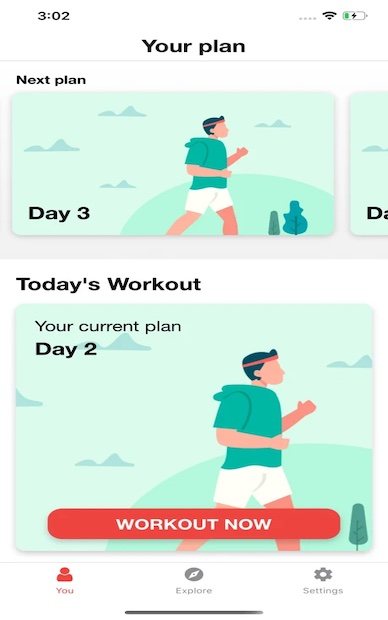 3:02
Your plan
Next plan
Day 3
Da
Today's Workout
Your current plan
Day 2
WORKOUT NOW
You
Explore
Settings